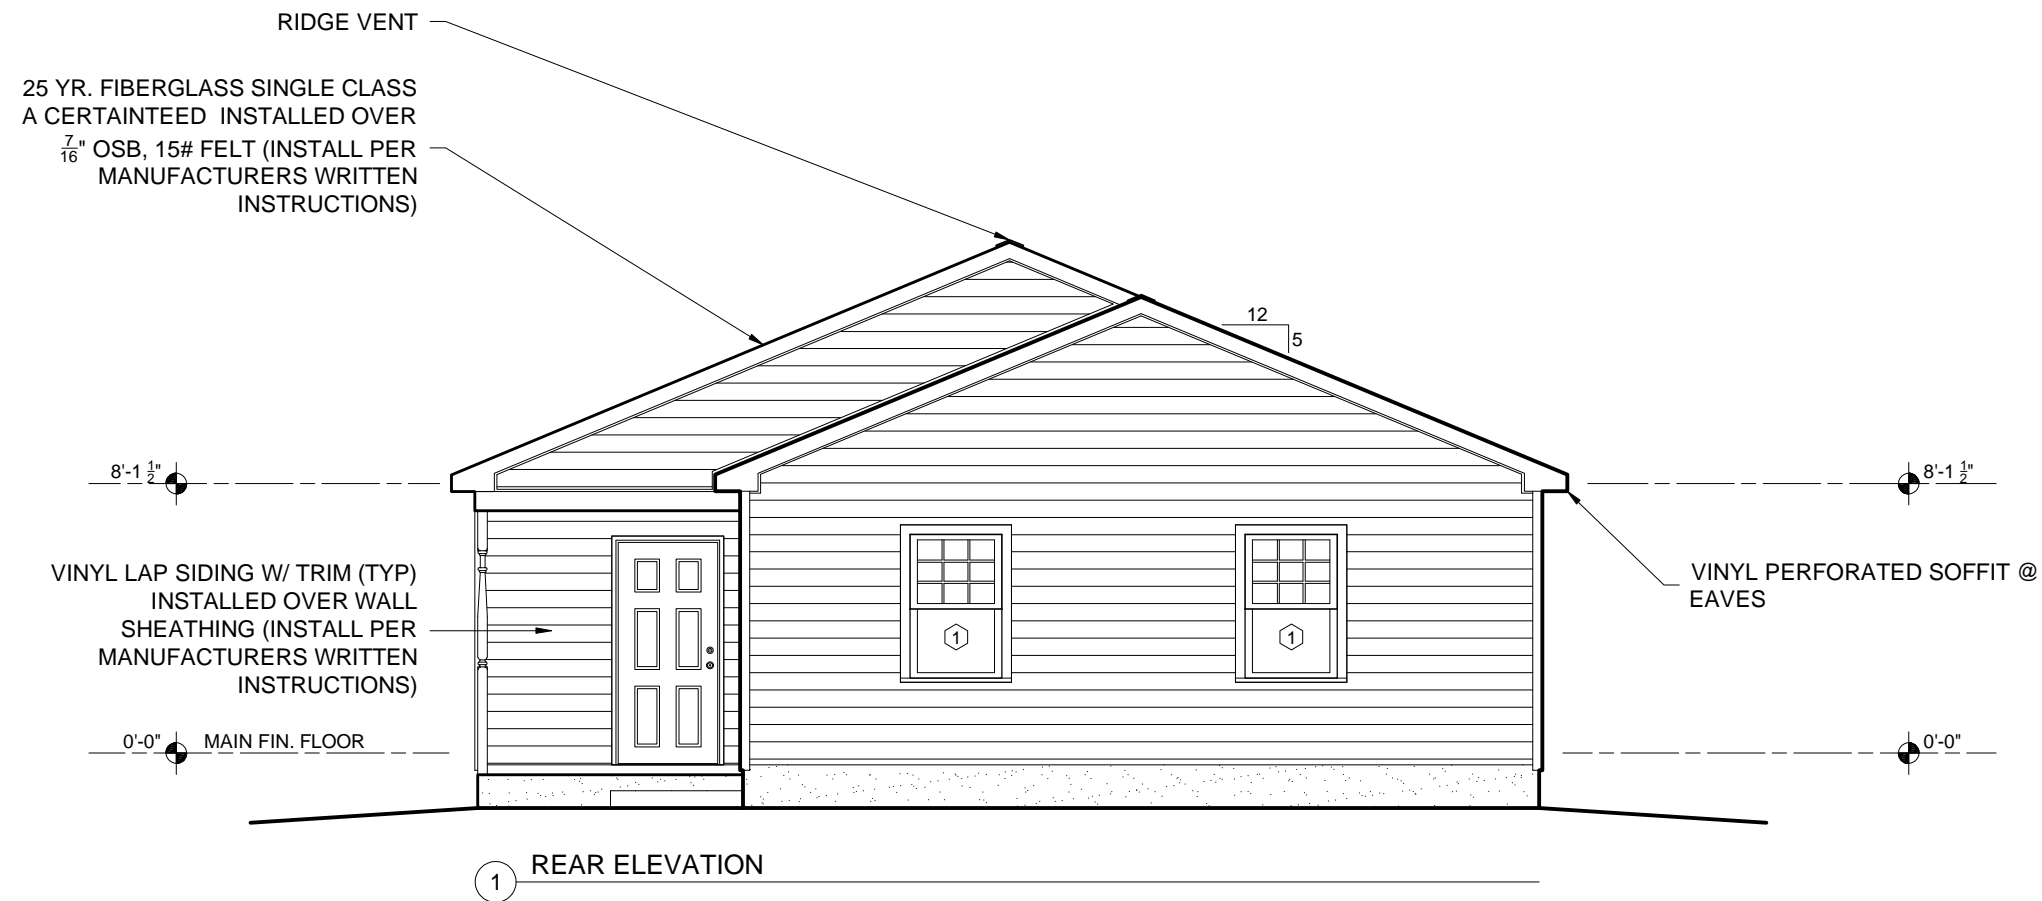 RIDGE VENT
25 YR. FIBERGLASS SINGLE CLASS
A CERTAINTEED INSTALLED OVER
7/16" OSB, 15# FELT (INSTALL PER
MANUFACTURERS WRITTEN
INSTRUCTIONS)
12
5
8'-1 1/2"
8'-1 1/2"
VINYL LAP SIDING W/ TRIM (TYP)
INSTALLED OVER WALL
SHEATHING (INSTALL PER
MANUFACTURERS WRITTEN
INSTRUCTIONS)
1
1
VINYL PERFORATED SOFFIT @
EAVES
0'-0" MAIN FIN. FLOOR
0'-0"
1 REAR ELEVATION